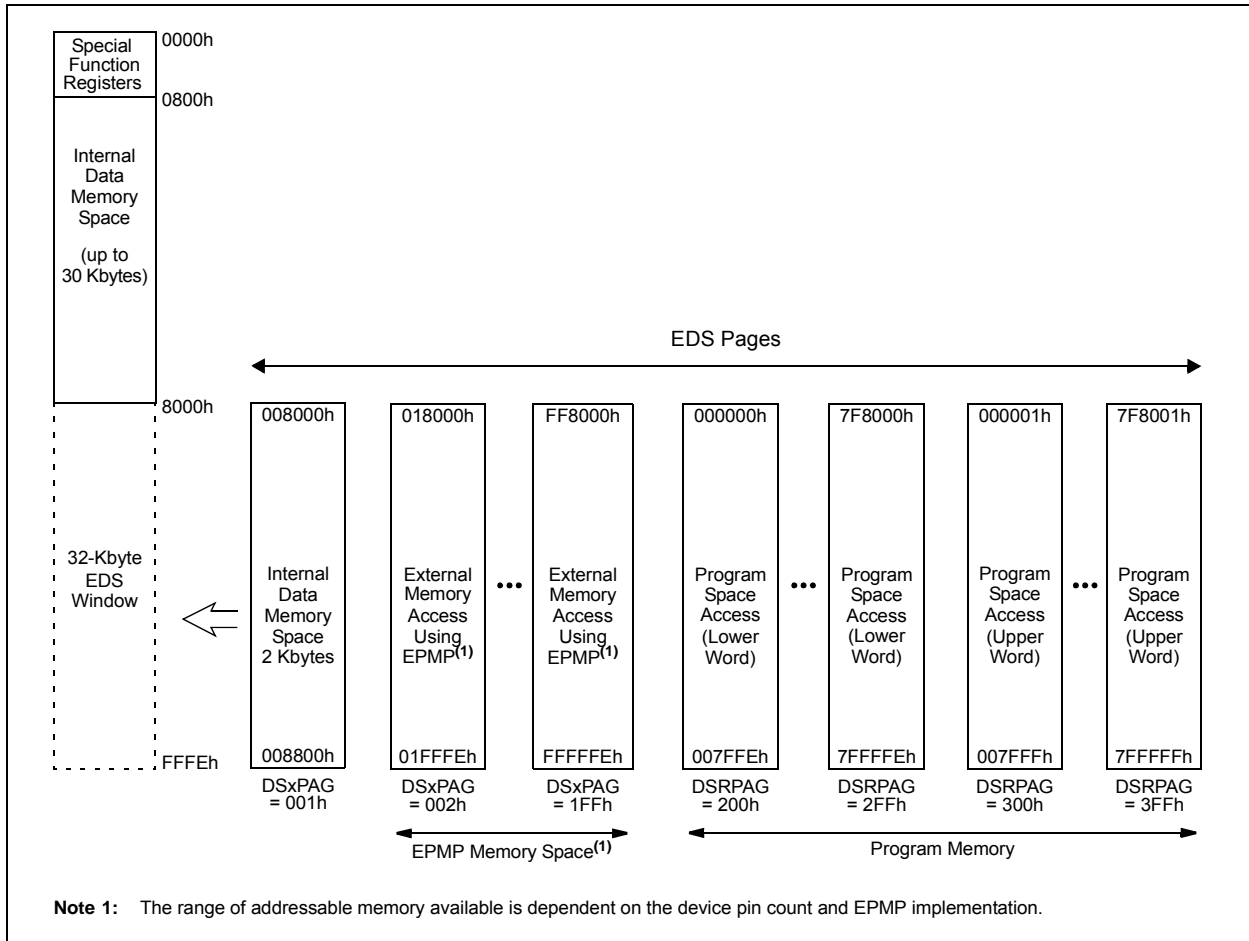 Special
Function
Registers
0000h
0800h
Internal
Data
Memory
Space
(up to
30 Kbytes)
EDS Pages
8000h
32-Kbyte
EDS
Window
FFFEh
008000h
Internal
Data
Memory
Space
2 Kbytes
008800h
DSxPAG
= 001h
018000h
External
Memory
Access
Using
EPMP(1)
01FFFEh
DSxPAG
= 002h
•••
FF8000h
External
Memory
Access
Using
EPMP(1)
FFFFFEh
DSxPAG
= 1FFh
EPMP Memory Space(1)
000000h
Program
Space
Access
(Lower
Word)
007FFEh
DSRPAG
= 200h
•••
7F8000h
Program
Space
Access
(Lower
Word)
7FFFFEh
DSRPAG
= 2FFh
000001h
Program
Space
Access
(Upper
Word)
007FFFh
DSRPAG
= 300h
•••
7F8001h
Program
Space
Access
(Upper
Word)
7FFFFFh
DSRPAG
= 3FFh
Program Memory
Note 1: The range of addressable memory available is dependent on the device pin count and EPMP implementation.